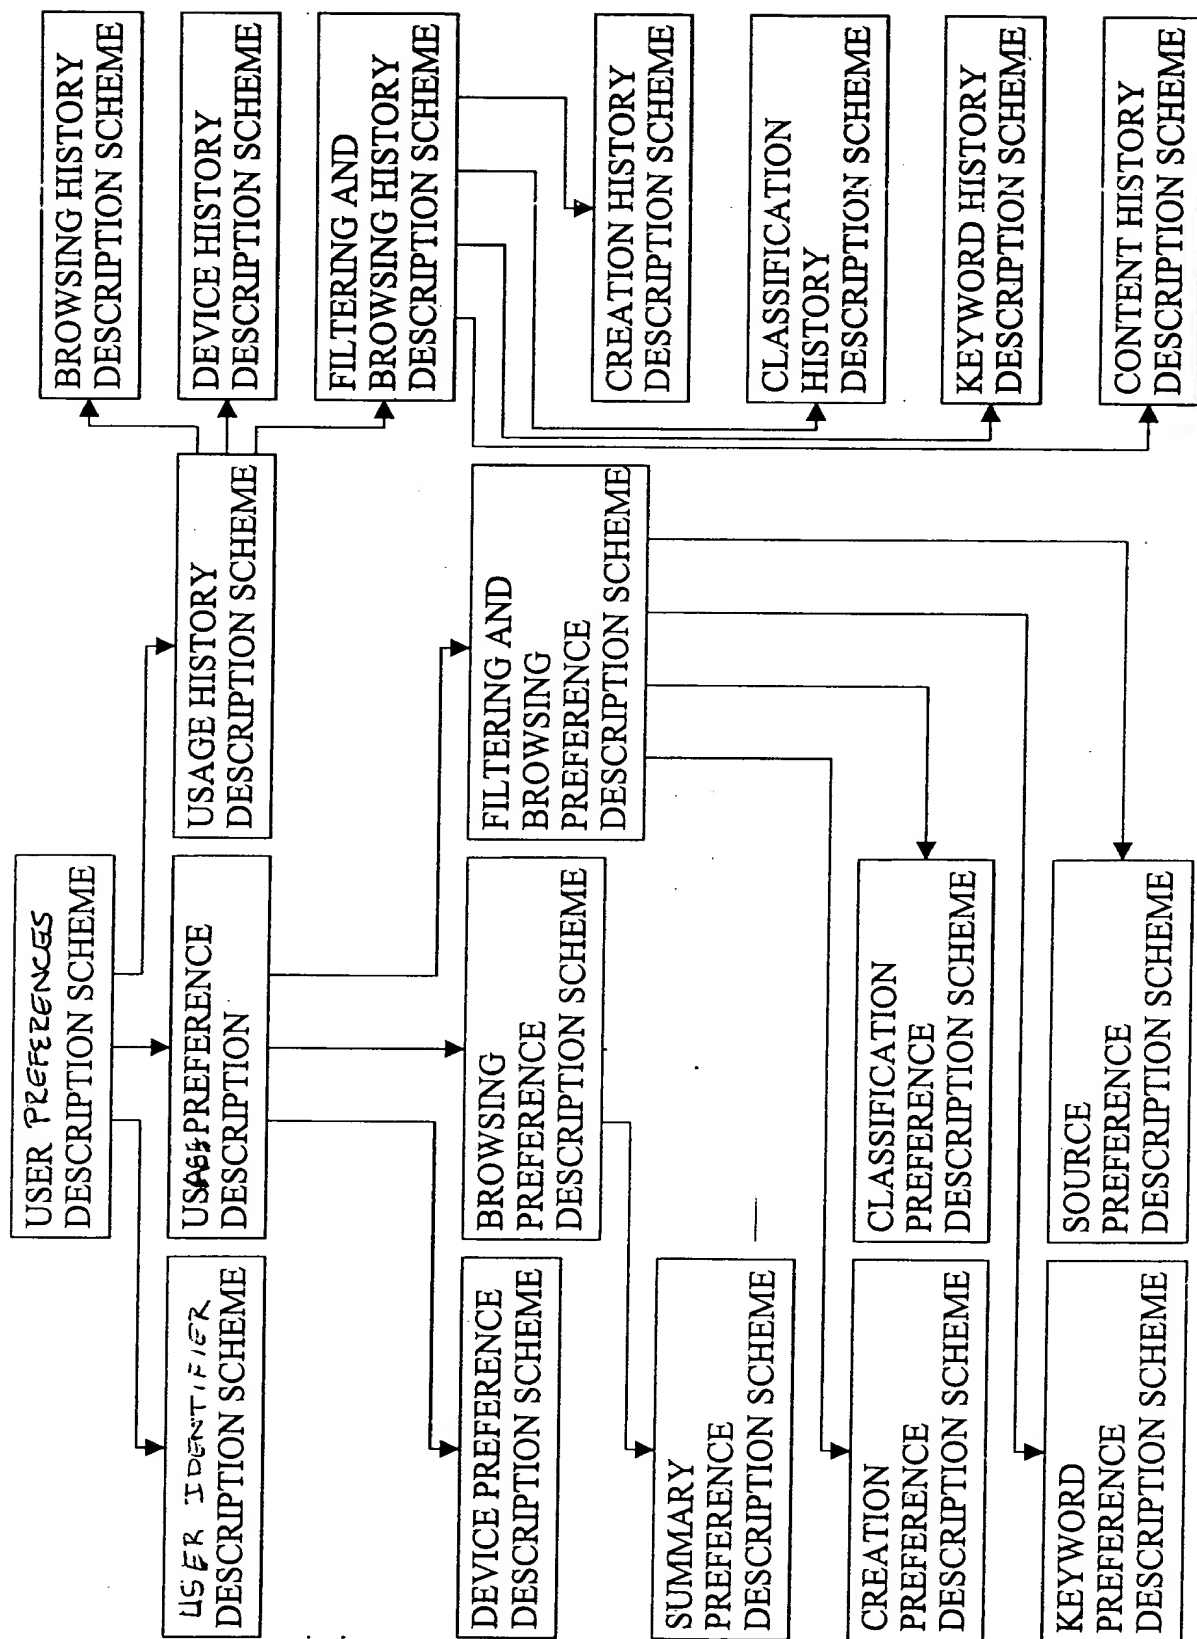 USER PREFERENCES
DESCRIPTION SCHEME
USER IDENTIFIER
DESCRIPTION SCHEME
USAGE PREFERENCE
DESCRIPTION
USAGE HISTORY
DESCRIPTION SCHEME
BROWSING HISTORY
DESCRIPTION SCHEME
DEVICE HISTORY
DESCRIPTION SCHEME
FILTERING AND
BROWSING HISTORY
DESCRIPTION SCHEME
DEVICE PREFERENCE
DESCRIPTION SCHEME
BROWSING
PREFERENCE
DESCRIPTION SCHEME
FILTERING AND
BROWSING
PREFERENCE
DESCRIPTION SCHEME
CREATION HISTORY
DESCRIPTION SCHEME
SUMMARY
PREFERENCE
DESCRIPTION SCHEME
CLASSIFICATION
HISTORY
DESCRIPTION SCHEME
CREATION
PREFERENCE
DESCRIPTION SCHEME
CLASSIFICATION
PREFERENCE
DESCRIPTION SCHEME
KEYWORD HISTORY
DESCRIPTION SCHEME
KEYWORD
PREFERENCE
DESCRIPTION SCHEME
SOURCE
PREFERENCE
DESCRIPTION SCHEME
CONTENT HISTORY
DESCRIPTION SCHEME